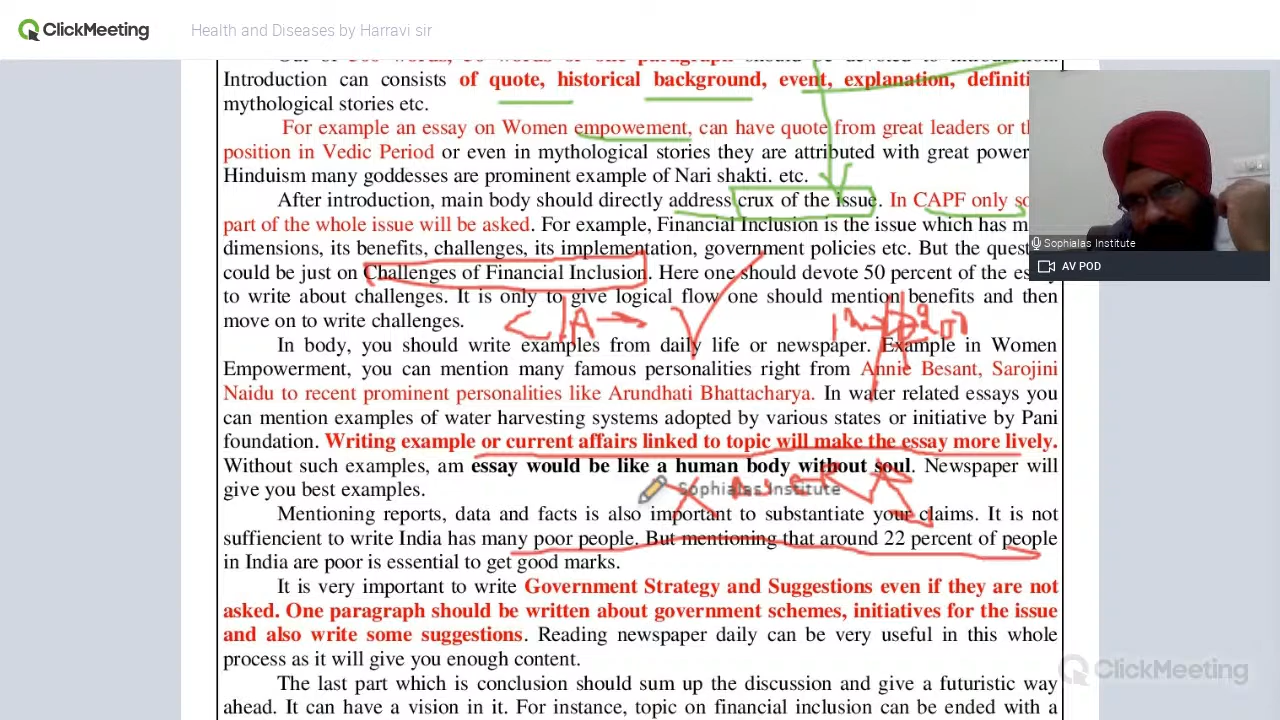 ClickMeeting
Health and Diseases by Harravi sir
Introduction can consists of quote, historical background, event, explanation,
mythological stories etc.
For example an essay on Women empowement, can have quote from great leaders or
position in Vedic Period or even in mythological stories they are attributed with great power
Hinduism many goddesses are prominent example of Nari shakti. etc.
After introduction, main body should directly address crux of the issue. In CAPF only
part of the whole issue will be asked. For example, Financial Inclusion is the issue which has
dimensions, its benefits, challenges, its implementation, government policies etc. But the
could be just on Challenges of Financial Inclusion. Here one should devote 50 percent of the
to write about challenges. It is only to give logical flow one should mention benefits and then
move on to write challenges.
In body, you should write examples from daily life or newspaper. Example in Women
Empowerment, you can mention many famous personalities right from Annie Besant, Sarojini
Naidu to recent prominent personalities like Arundhati Bhattacharya. In water related essays you
can mention examples of water harvesting systems adopted by various states or initiative by Pani
foundation. Writing example or current affairs linked to topic will make the essay more lively.
Without such examples, am essay would be like a human body without soul. Newspaper will
give you best examples.
Sophialas Institute
Mentioning reports, data and facts is also important to substantiate your claims. It is not
suffiencient to write India has many poor people. But mentioning that around 22 percent of people
in India are poor is essential to get good marks.
It is very important to write Government Strategy and Suggestions even if they are not
asked. One paragraph should be written about government schemes, initiatives for the issue
and also write some suggestions. Reading newspaper daily can be very useful in this whole
process as it will give you enough content.
The last part which is conclusion should sum up the discussion and give a futuristic way
ahead. It can have a vision in it. For instance, topic on financial inclusion can be ended with a
Sophialas Institute
AV POD
ClickMeeting